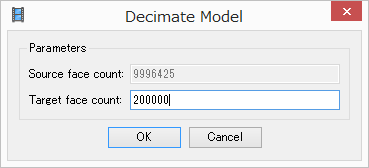 Decimate Model
Parameters
Source face count: 9996425
Target face count: 200000
OK Cancel